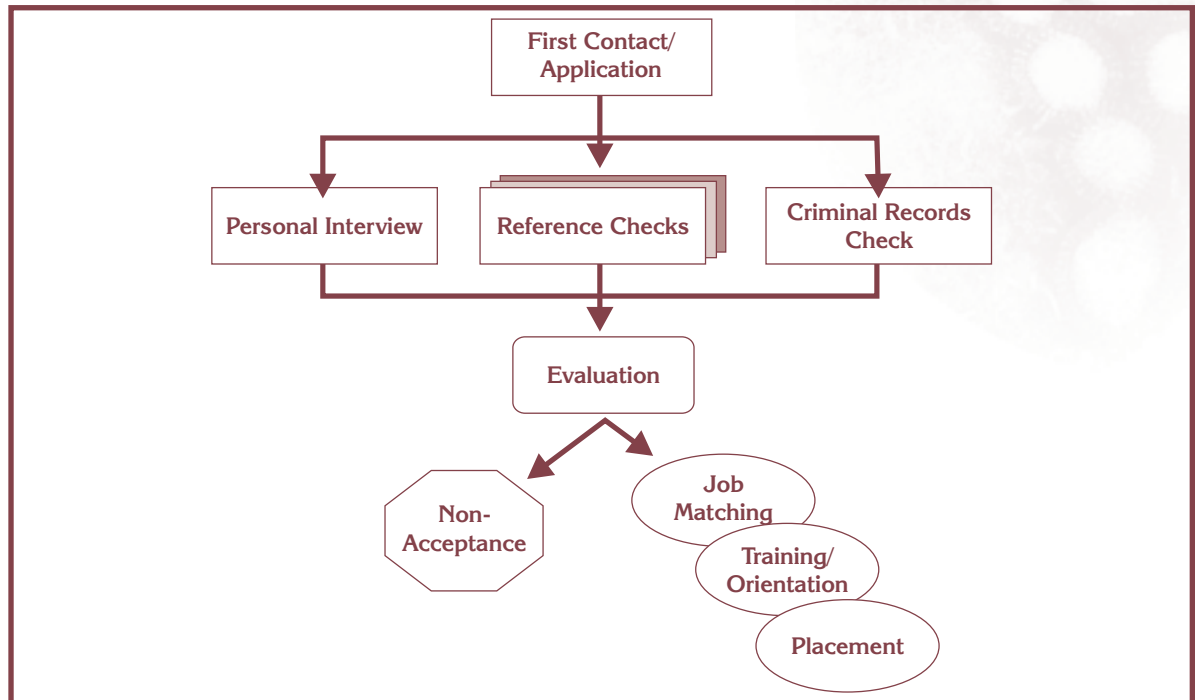 First Contact/
Application
Personal Interview
Reference Checks
Criminal Records
Check
Evaluation
Non-
Acceptance
Job
Matching
Training/
Orientation
Placement